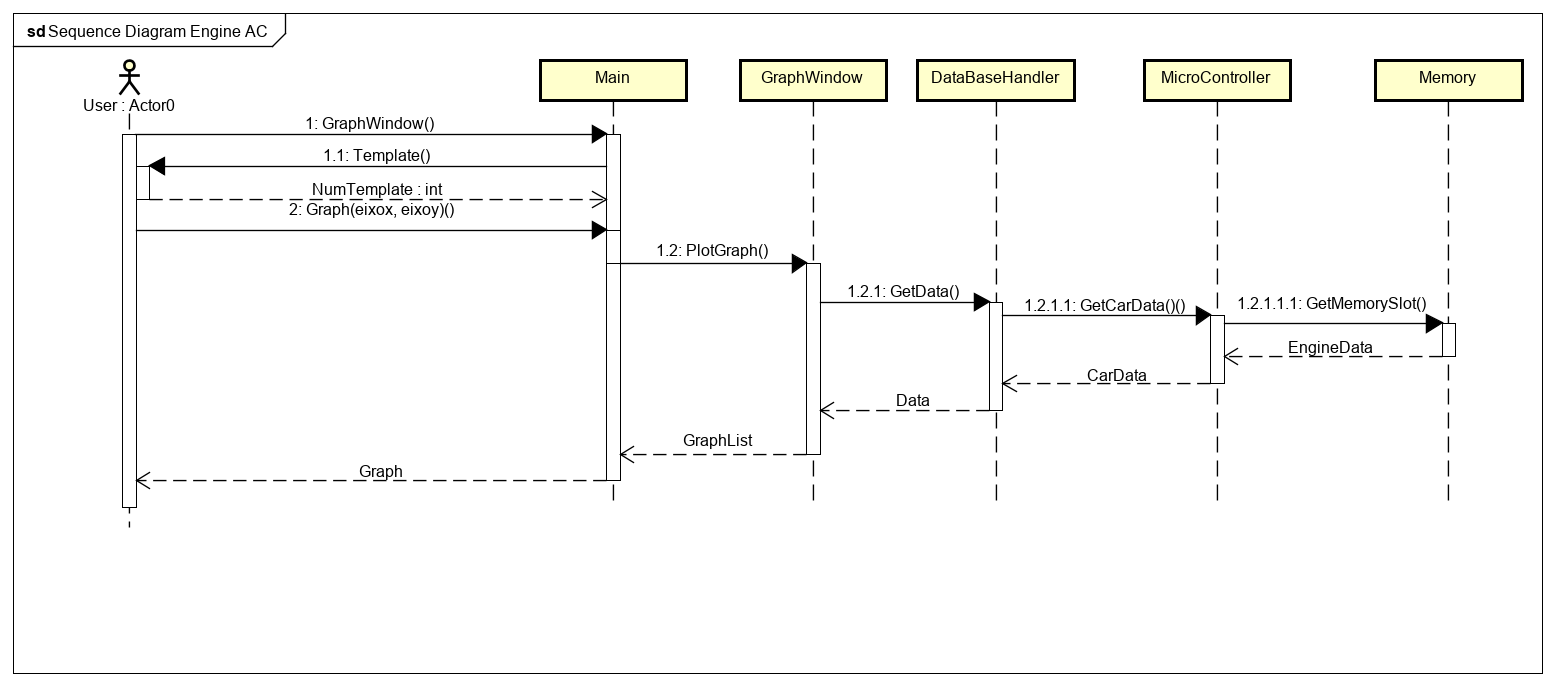 sd Sequence Diagram Engine AC
User : Actor0
Main
GraphWindow
DataBaseHandler
MicroController
Memory
1: GraphWindow()
1.1: Template()
NumTemplate : int
2: Graph(eixox, eixoy)()
1.2: PlotGraph()
1.2.1: GetData()
1.2.1.1: GetCarData()()
1.2.1.1.1: GetMemorySlot()
EngineData
CarData
Data
GraphList
Graph